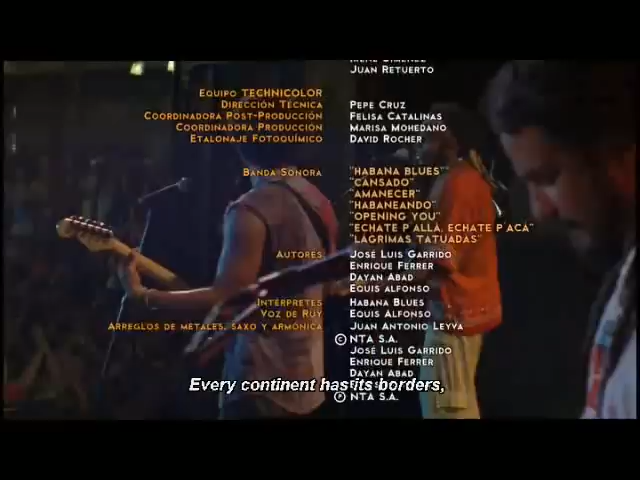 JUAN RETUERTO
EQUIPO TECHNICOLOR
DIRECCIÓN TÉCNICA PEPE CRUZ
COORDINADORA POST-PRODUCCIÓN FELISA CATALINAS
COORDINADORA PRODUCCIÓN MARISA MOHEDANO
ETALONAJE FOTOQUÍMICO DAVID ROCHER
BANDA SONORA "HABANA BLUES"
"CANSADO"
"AMANECER"
"HABANEANDO"
"OPENING YOU"
"ECHATE P'ALLÁ, ECHATE P'ACÁ"
"LÁGRIMAS TATUADAS"
AUTORES JOSÉ LUIS GARRIDO
ENRIQUE FERRER
DAYAN ABAD
EQUIS ALFONSO
INTÉRPRETES HABANA BLUES
VOZ DE RUY EQUIS ALFONSO
ARREGLOS DE METALES, SAXO Y ARMÓNICA JUAN ANTONIO LEYVA
© NTA S.A.
JOSÉ LUIS GARRIDO
ENRIQUE FERRER
DAYAN ABAD
Every continent has its borders,
℗ NTA S.A.